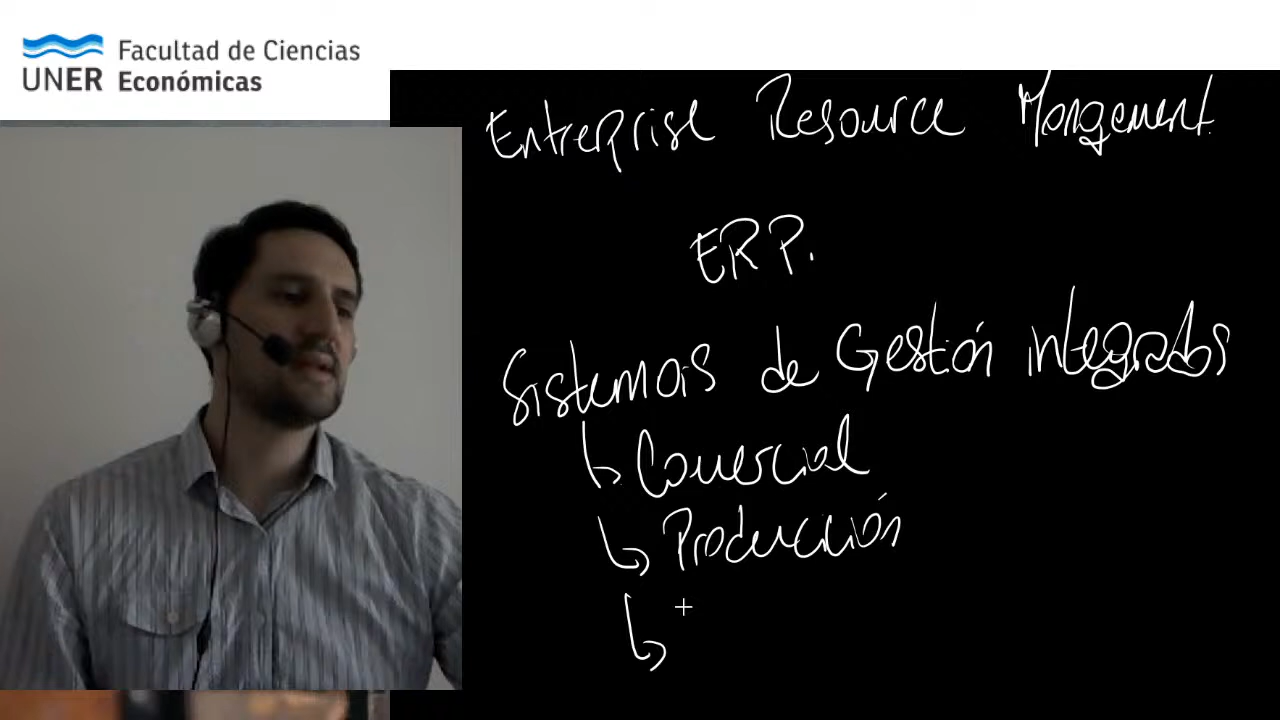 Facultad de Ciencias
UNER Económicas
Enterprise Resource Mangement
ERP.
Sistemas de Gestión integrados
Comercial
Producción